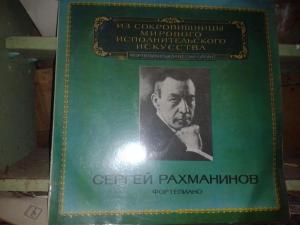 ИЗ СОКРОВИЩНИЦЫ
МИРОВОГО
ИСПОЛНИТЕЛЬСКОГО
ИСКУССТВА
СЕРГЕЙ РАХМАНИНОВ
ФОРТЕПИАНО